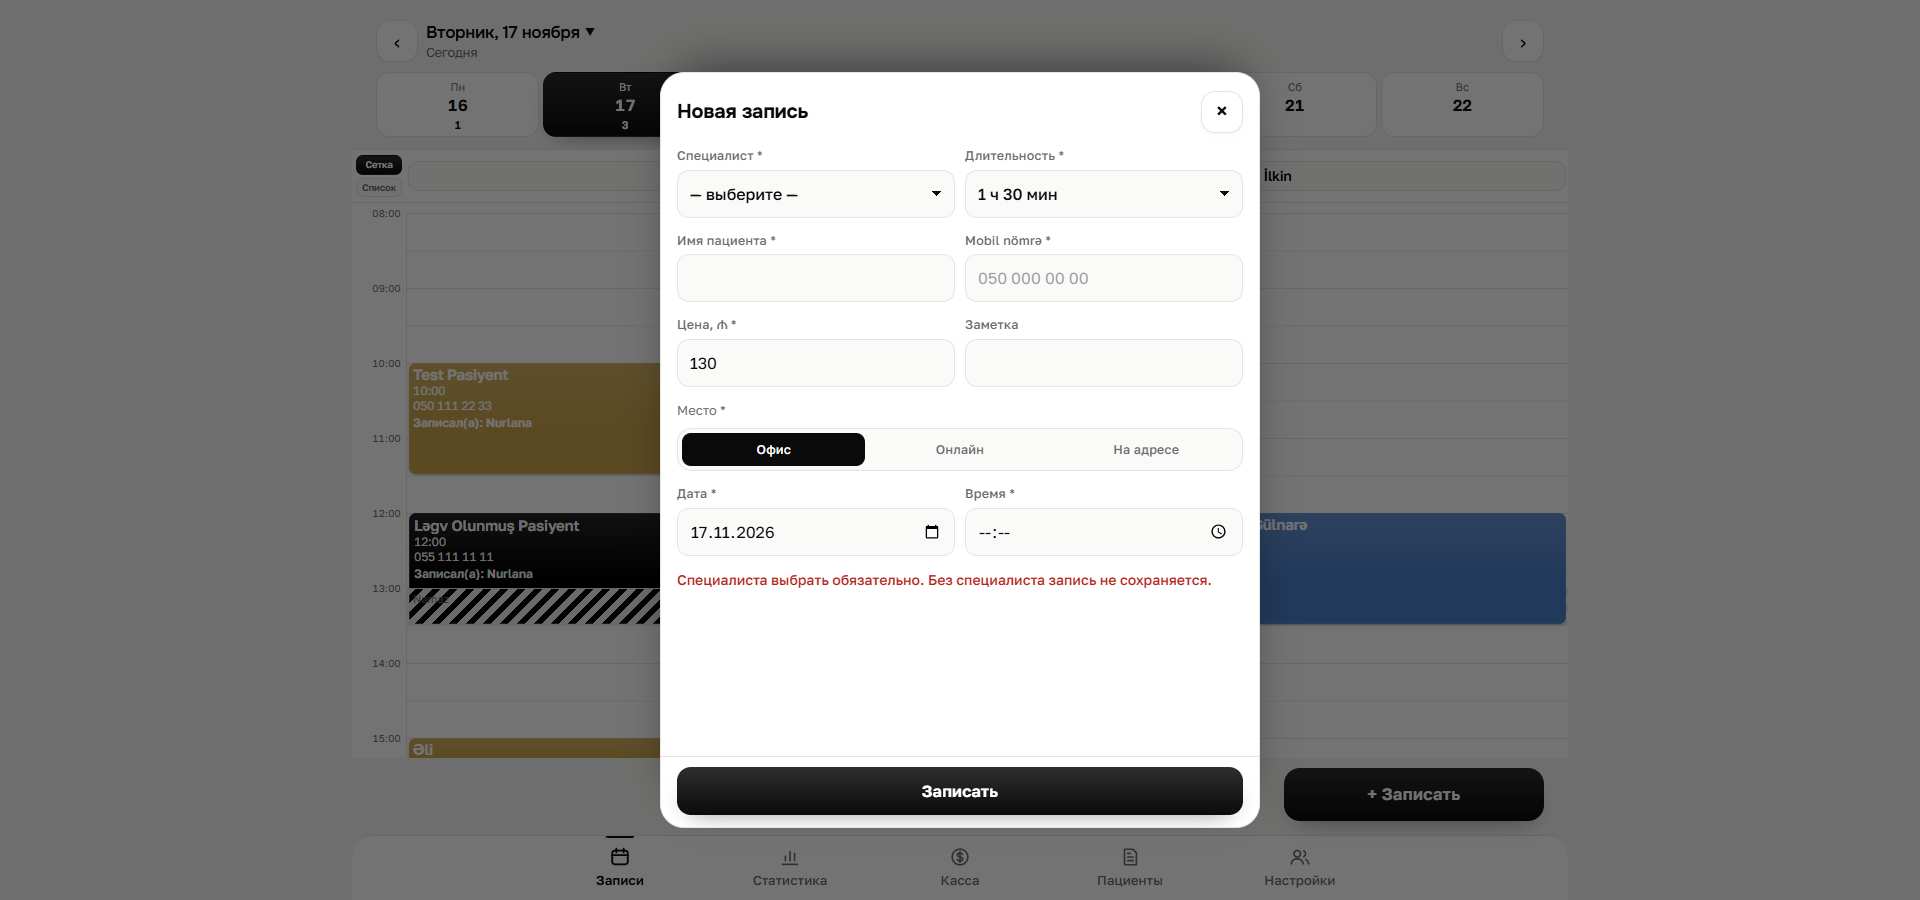 ‹
Вторник, 17 ноября ▼
Сегодня
›
Пн
16
1
Вт
17
3
Сб
21
Вс
22
Сетка
Список
İlkin
08:00
09:00
10:00
11:00
12:00
13:00
14:00
15:00
Test Pasiyent
10:00
050 111 22 33
Записал(а): Nurlana
Ləgv Olunmuş Pasiyent
12:00
055 111 11 11
Записал(а): Nurlana
Əli
Gülnarə
Новая запись
×
Специалист *
Длительность *
— выберите —
1 ч 30 мин
Имя пациента *
Mobil nömrə *
050 000 00 00
Цена, ₼ *
Заметка
130
Место *
Офис
Онлайн
На адресе
Дата *
Время *
17.11.2026
--:--
Специалиста выбрать обязательно. Без специалиста запись не сохраняется.
Записать
+ Записать
Записи
Статистика
Касса
Пациенты
Настройки